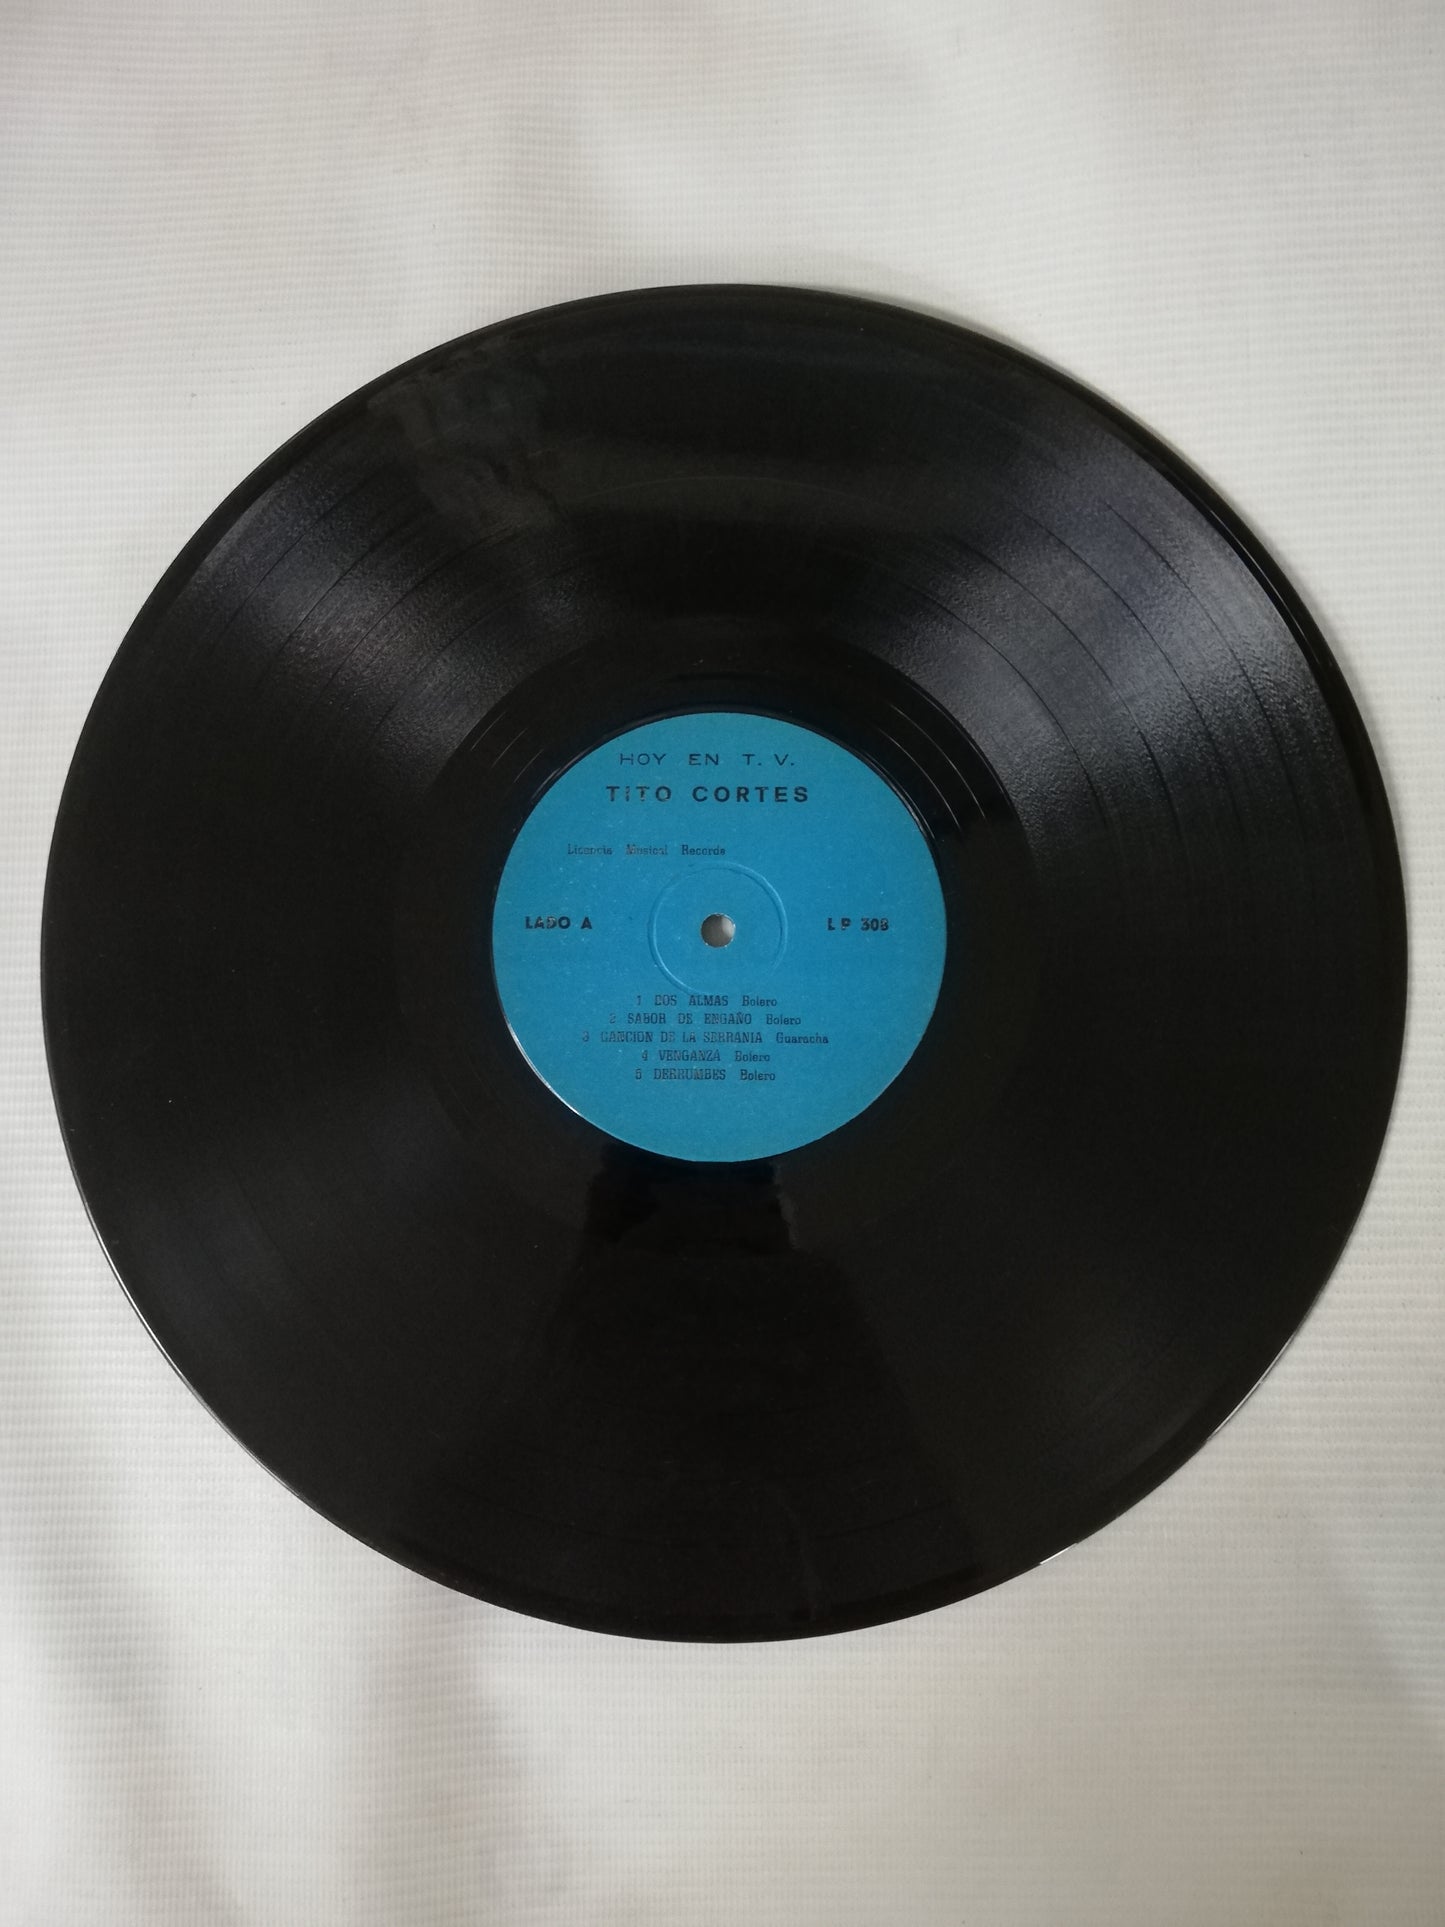 HOY EN T. V.
TITO CORTES
Licencia Musical Records
LADO A
L P 308
1 DOS ALMAS Bolero
2 SABOR DE ENGAÑO Bolero
3 CANCION DE LA SERRANIA Guaracha
4 VENGANZA Bolero
5 DERRUMBES Bolero